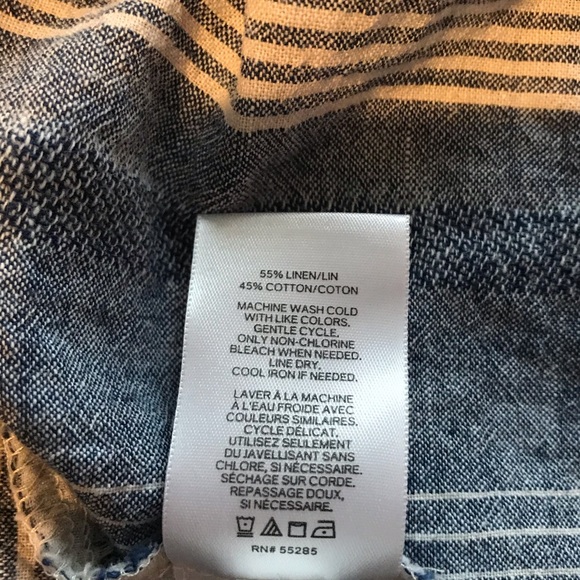 55% LINEN/LIN
45% COTTON/COTON
MACHINE WASH COLD
WITH LIKE COLORS.
GENTLE CYCLE.
ONLY NON-CHLORINE
BLEACH WHEN NEEDED.
LINE DRY.
COOL IRON IF NEEDED.
LAVER À LA MACHINE
À L'EAU FROIDE AVEC
COULEURS SIMILAIRES.
CYCLE DÉLICAT.
UTILISEZ SEULEMENT
DU JAVELLISANT SANS
CHLORE, SI NÉCESSAIRE.
SÉCHAGE SUR CORDE.
REPASSAGE DOUX,
SI NÉCESSAIRE.
RN# 55285